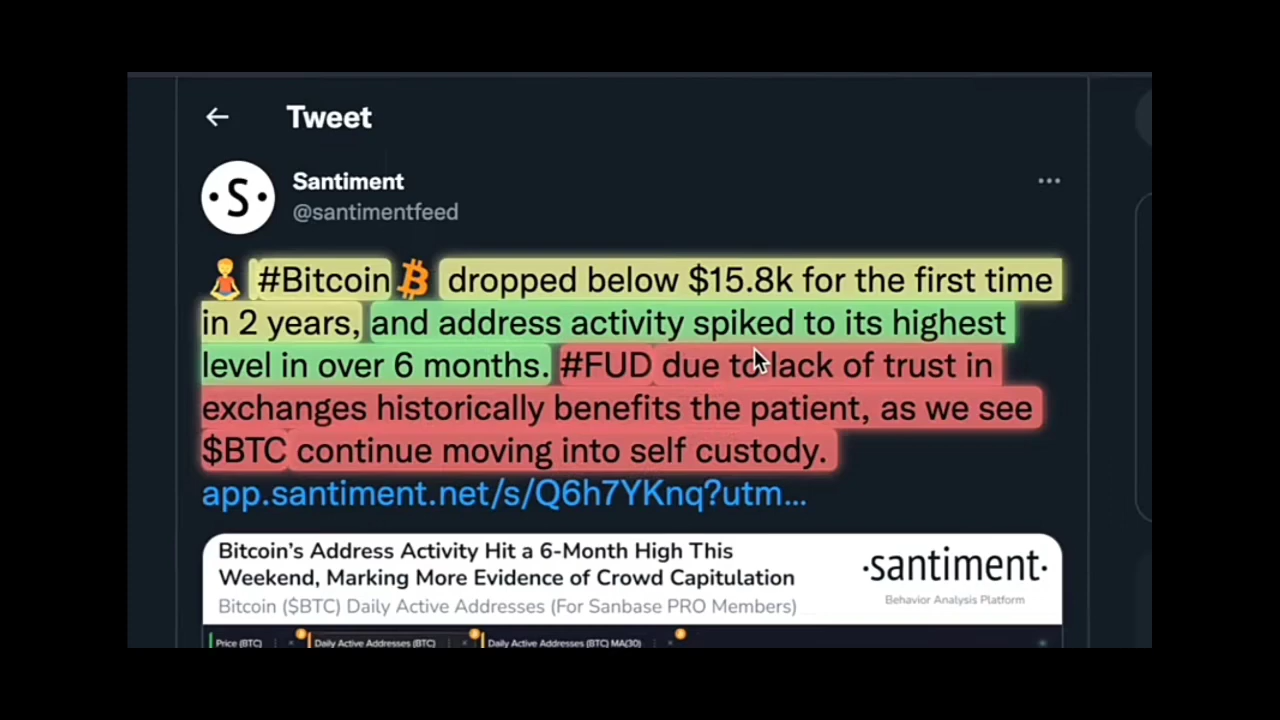 Tweet
Santiment
@santimentfeed
#Bitcoin dropped below $15.8k for the first time
in 2 years, and address activity spiked to its highest
level in over 6 months. #FUD due to lack of trust in
exchanges historically benefits the patient, as we see
$BTC continue moving into self custody.
app.santiment.net/s/Q6h7YKnq?utm...
Bitcoin's Address Activity Hit a 6-Month High This
Weekend, Marking More Evidence of Crowd Capitulation
Bitcoin ($BTC) Daily Active Addresses (For Sanbase PRO Members)
·santiment·
Behavior Analysis Platform
Price (BTC) Daily Active Addresses (BTC) Daily Active Addresses (BTC) MA(30)